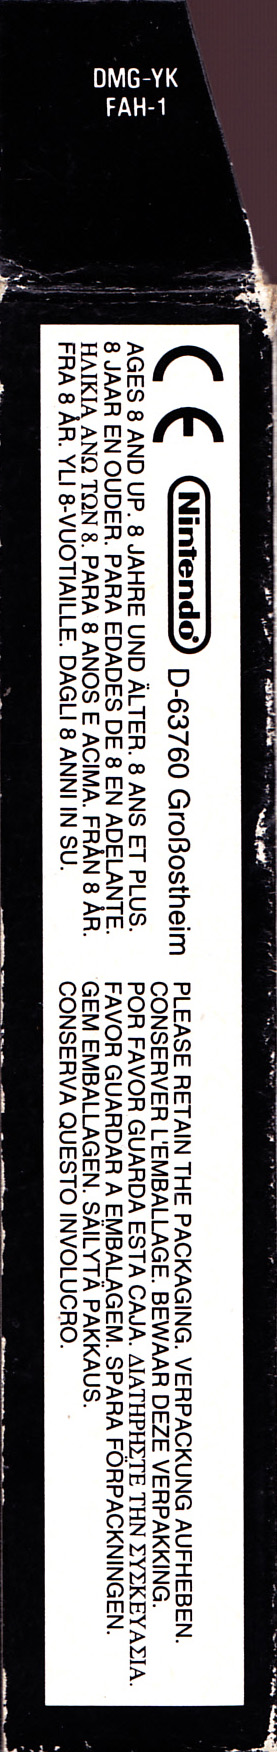 DMG-YK
FAH-1
CE
Nintendo® D-63760 Großostheim
AGES 8 AND UP. 8 JAHRE UND ÄLTER. 8 ANS ET PLUS.
8 JAAR EN OUDER. PARA EDADES DE 8 EN ADELANTE.
ΗΛΙΚΙΑ ΑΝΩ ΤΩΝ 8. PARA 8 ANOS E ACIMA. FRÅN 8 ÅR.
FRA 8 ÅR. YLI 8-VUOTIAILLE. DAGLI 8 ANNI IN SU.
PLEASE RETAIN THE PACKAGING. VERPACKUNG AUFHEBEN.
CONSERVER L'EMBALLAGE. BEWAAR DEZE VERPAKKING.
POR FAVOR GUARDA ESTA CAJA. ΔΙΑΤΗΡΗΣΤΕ ΤΗΝ ΣΥΣΚΕΥΑΣΙΑ.
FAVOR GUARDAR A EMBALAGEM. SPARA FÖRPACKNINGEN.
GEM EMBALLAGEN. SÄILYTÄ PAKKAUS.
CONSERVA QUESTO INVOLUCRO.